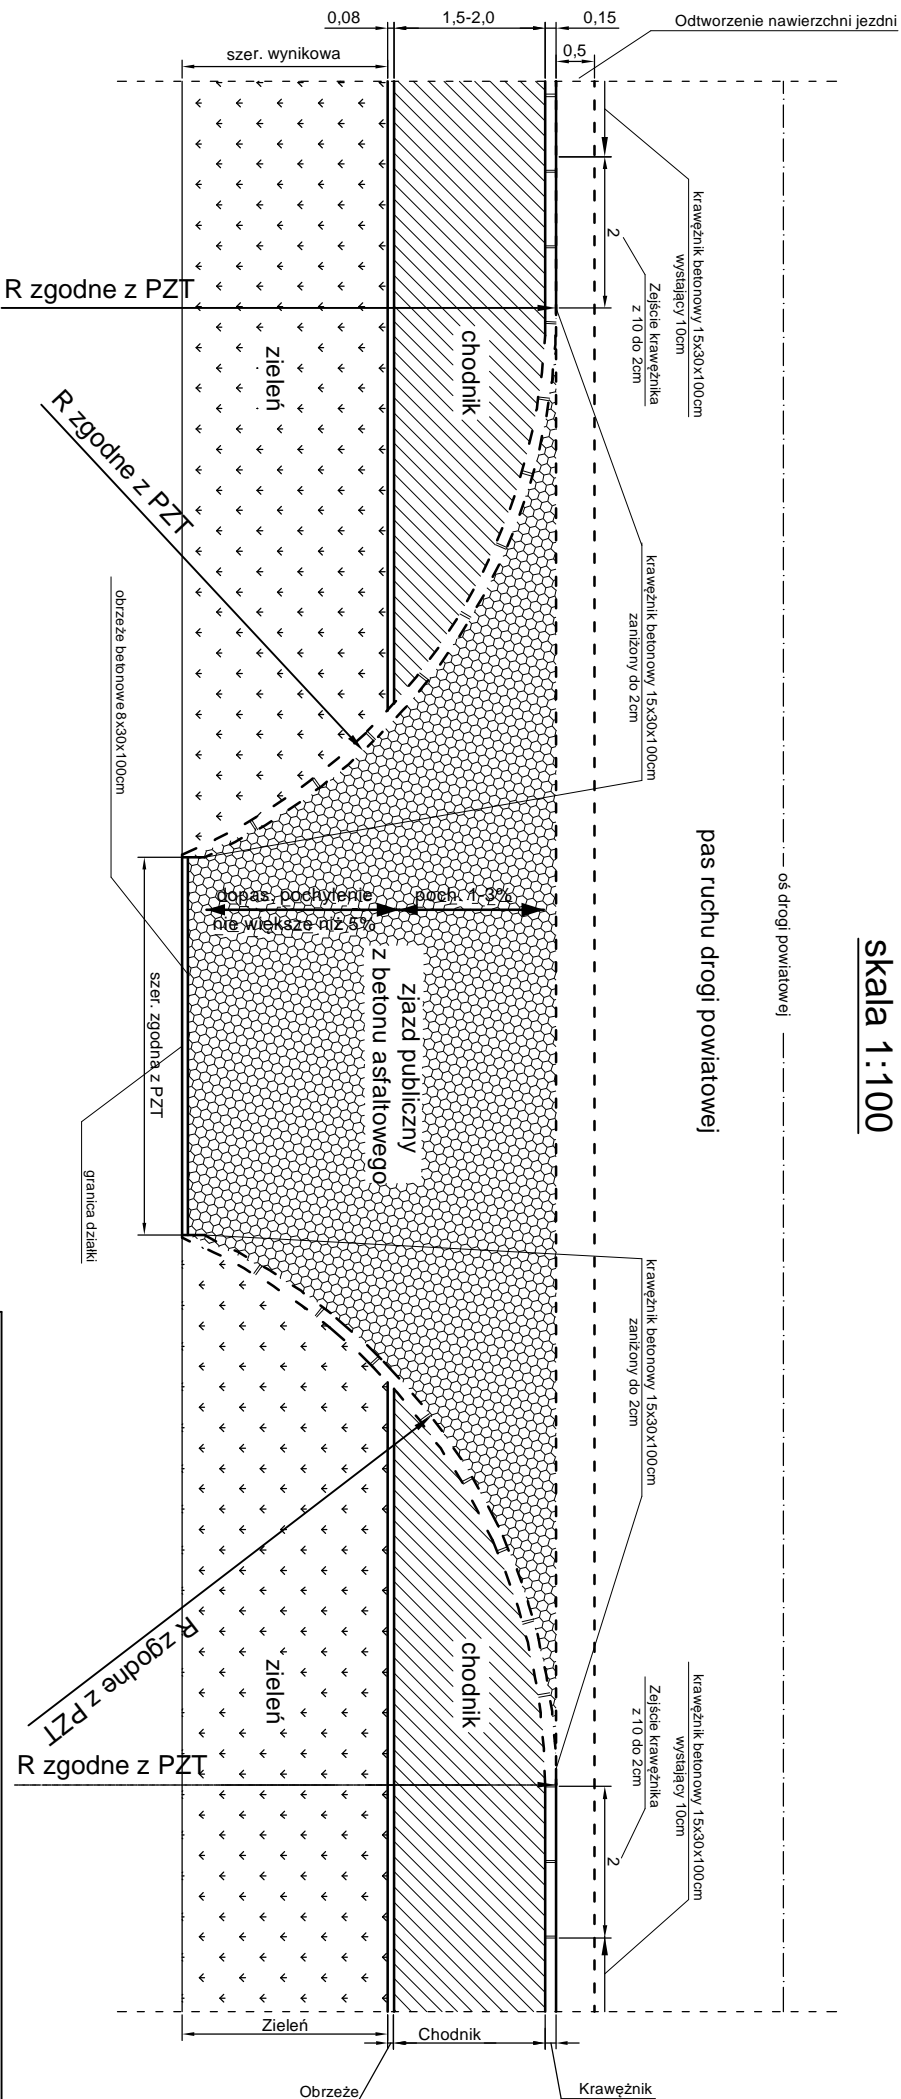 0,08
1,5-2,0
0,15
Odtworzenie nawierzchni jezdni
szer. wynikowa
0,5
krawężnik betonowy 15x30x100cm
wystający 10cm
2
Zejście krawężnika
z 10 do 2cm
R zgodne z PZT
zieleń
chodnik
R zgodne z PZT
krawężnik betonowy 15x30x100cm
zaniżony do 2cm
obrzeże betonowe 8x30x100cm
pas ruchu drogi powiatowej
oś drogi powiatowej
skala 1:100
dopas. pochylenie
nie większe niż 5%
poch. 1-3%
zjazd publiczny
z betonu asfaltowego
szer. zgodna z PZT
granica działki
krawężnik betonowy 15x30x100cm
zaniżony do 2cm
R zgodne z PZT
zieleń
chodnik
R zgodne z PZT
Zejście krawężnika
z 10 do 2cm
krawężnik betonowy 15x30x100cm
wystający 10cm
2
Zieleń
Chodnik
Obrzeże
Krawężnik